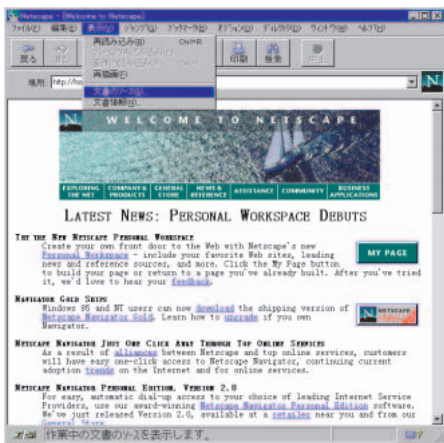 Netscape - [Welcome to Netscape]
ファイル(F) 編集(E) 表示(V) ジャンプ(G) ブックマーク(B) オプション(O) ディレクトリ(D) ウィンドウ(W) ヘルプ(H)
再読み込み(R) Ctrl+R
再描画(F)
文書のソース(S)...
文書情報(N)...
戻る
印刷 検索 中止
場所 http://ho
N
N WELCOME TO NETSCAPE
EXPLORING THE NET
COMPANY & PRODUCTS
GENERAL STORE
NEWS & REFERENCE
ASSISTANCE
COMMUNITY
BUSINESS APPLICATIONS
LATEST NEWS: PERSONAL WORKSPACE DEBUTS
TRY THE NEW NETSCAPE PERSONAL WORKSPACE
Create your own front door to the Web with Netscape's new
Personal Workspace - include your favorite Web sites, leading
news and reference sources, and more. Click the My Page button
to build your page or return to a page you've already built. After you've tried
it, we'd love to hear your feedback.
MY PAGE
NAVIGATOR GOLD SHIPS
Windows 95 and NT users can now download the shipping version of
Netscape Navigator Gold. Learn how to upgrade if you own
Navigator.
NETSCAPE
NETSCAPE NAVIGATOR JUST ONE CLICK AWAY THROUGH TOP ONLINE SERVICES
As a result of alliances between Netscape and top online services, customers
will have easy one-click access to Netscape Navigator, continuing current
adoption trends on the Internet and for online services.
NETSCAPE NAVIGATOR PERSONAL EDITION, VERSION 2.0
For easy, automatic dial-up access to your choice of leading Internet Service
Providers, use our award-winning Netscape Navigator Personal Edition software.
We've just released Version 2.0, available at a retailer near you and from our
General Store
作業中の文書のソースを表示します。